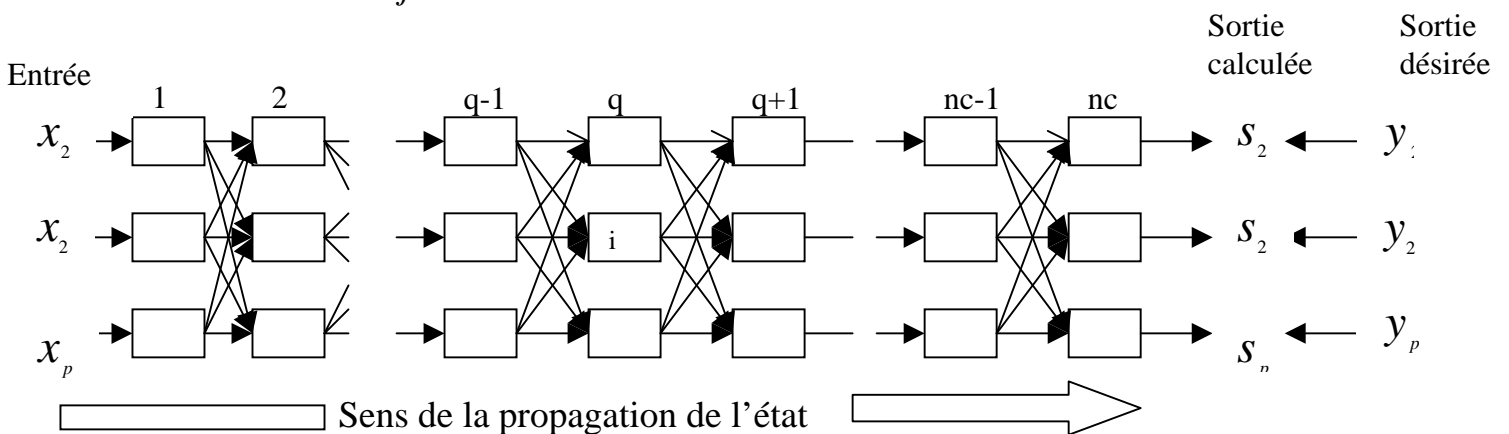 Sortie Sortie
calculée désirée
Entrée
1 2 q-1 q q+1 nc-1 nc
x₂ s₂ y
x₂ i s₂ y₂
xₚ s yₚ
Sens de la propagation de l'état